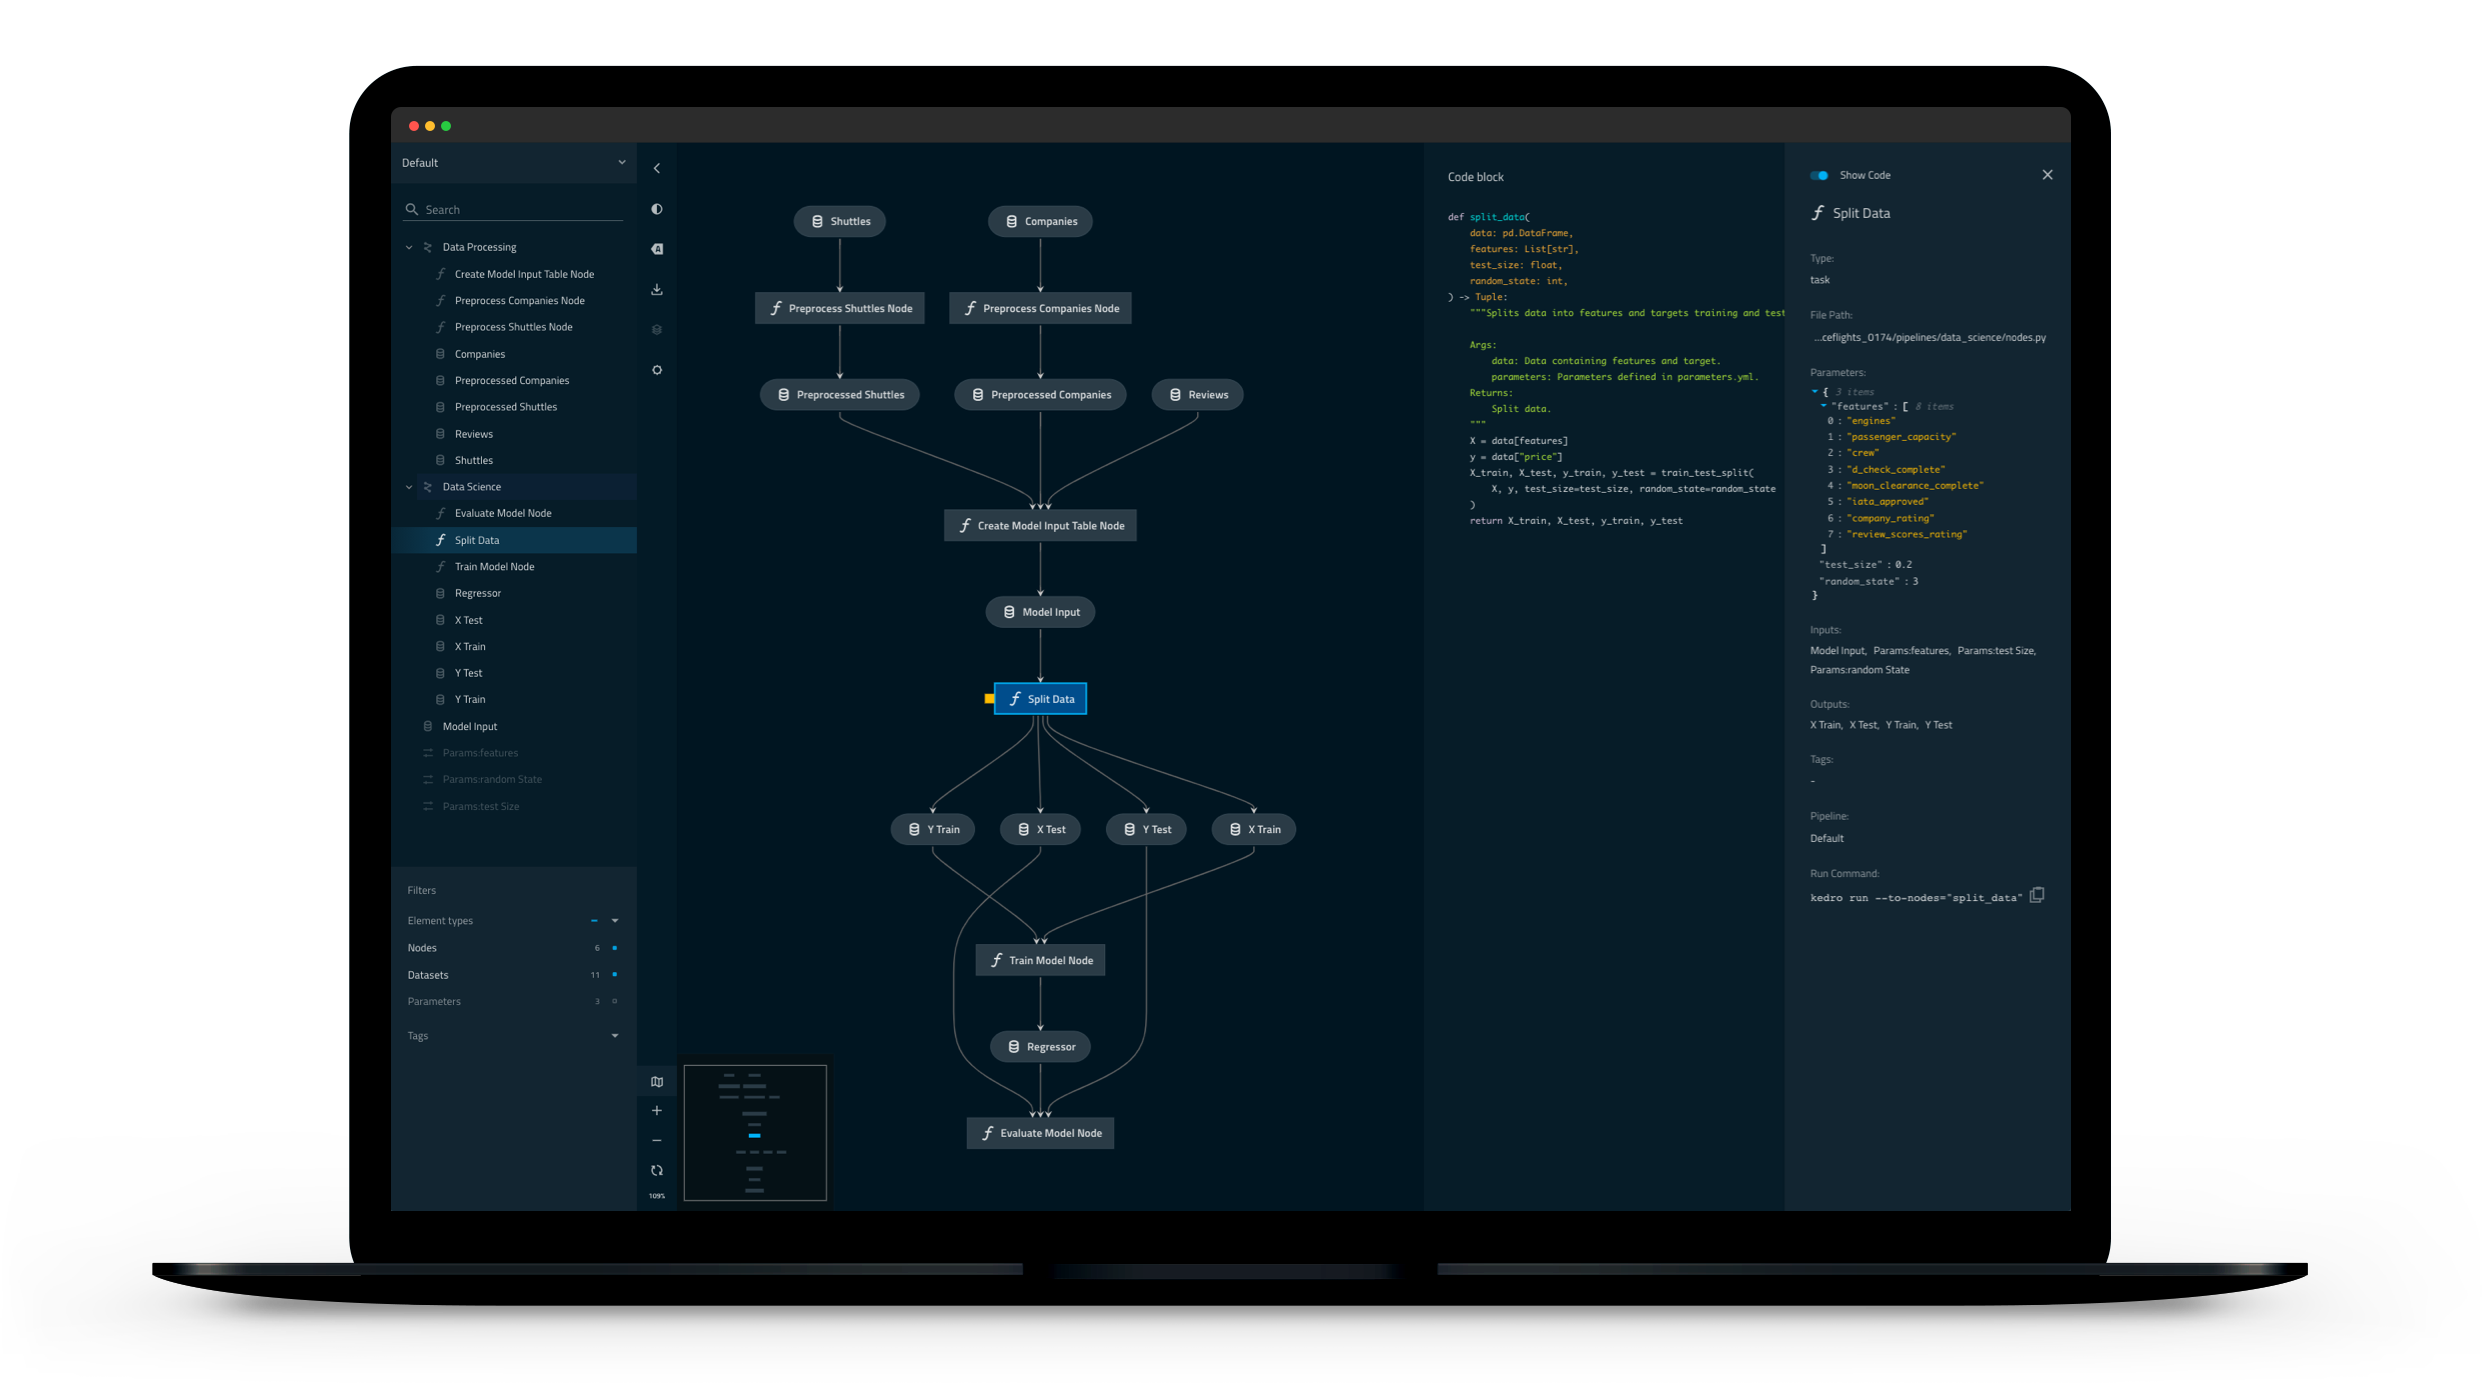 Default
Search
Data Processing
Create Model Input Table Node
Preprocess Companies Node
Preprocess Shuttles Node
Companies
Preprocessed Companies
Preprocessed Shuttles
Reviews
Shuttles
Data Science
Evaluate Model Node
Split Data
Train Model Node
Regressor
X Test
X Train
Y Test
Y Train
Model Input
Params:features
Params:random State
Params:test Size
Filters
Element types
Nodes 6
Datasets 11
Parameters 3
Tags
A
109%
Shuttles Companies
Preprocess Shuttles Node Preprocess Companies Node
Preprocessed Shuttles Preprocessed Companies Reviews
Create Model Input Table Node
Model Input
Split Data
Y Train X Test Y Test X Train
Train Model Node
Regressor
Evaluate Model Node
Code block
def split_data(
data: pd.DataFrame,
features: List[str],
test_size: float,
random_state: int,
) -> Tuple:
"""Splits data into features and targets training and test
Args:
data: Data containing features and target.
parameters: Parameters defined in parameters.yml.
Returns:
Split data.
"""
X = data[features]
y = data["price"]
X_train, X_test, y_train, y_test = train_test_split(
X, y, test_size=test_size, random_state=random_state
)
return X_train, X_test, y_train, y_test
Show Code
Split Data
Type:
task
File Path:
...ceflights_0174/pipelines/data_science/nodes.py
Parameters:
{ 3 items
"features" : [ 8 items
0 : "engines"
1 : "passenger_capacity"
2 : "crew"
3 : "d_check_complete"
4 : "moon_clearance_complete"
5 : "iata_approved"
6 : "company_rating"
7 : "review_scores_rating"
]
"test_size" : 0.2
"random_state" : 3
}
Inputs:
Model Input, Params:features, Params:test Size,
Params:random State
Outputs:
X Train, X Test, Y Train, Y Test
Tags:
-
Pipeline:
Default
Run Command:
kedro run --to-nodes="split_data"